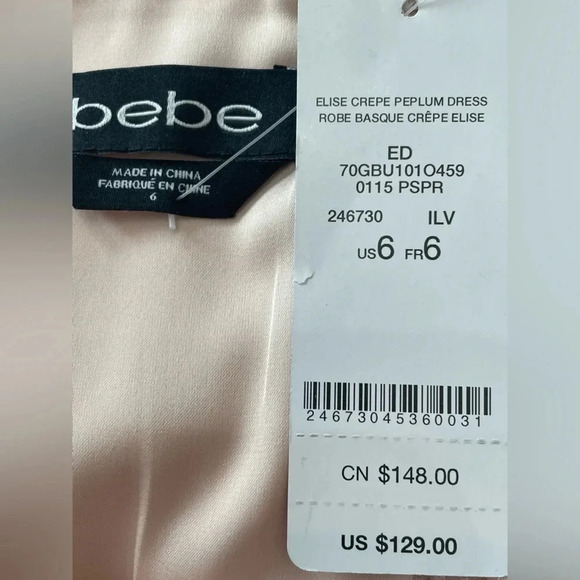 bebe
MADE IN CHINA
FABRIQUÉ EN CHINE
6
ELISE CREPE PEPLUM DRESS
ROBE BASQUE CRÊPE ELISE
ED
70GBU101O459
0115 PSPR
246730 ILV
US6 FR6
24673045360031
CN $148.00
US $129.00